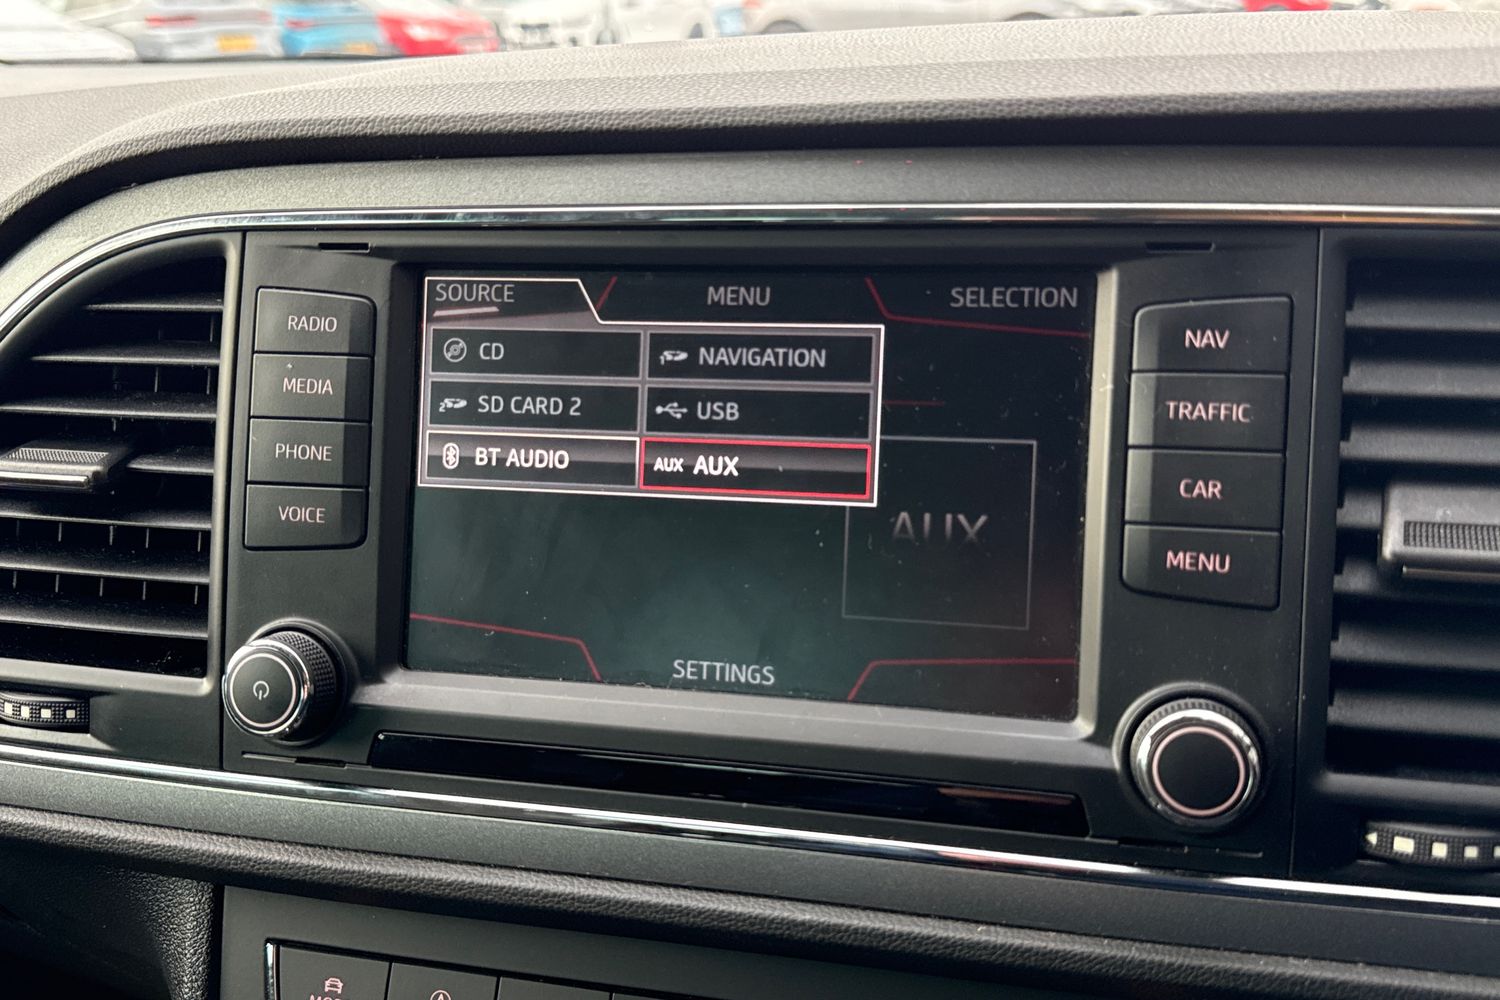 SOURCE
MENU
SELECTION
CD
NAVIGATION
SD CARD 2
USB
BT AUDIO
AUX AUX
AUX
SETTINGS
RADIO
MEDIA
PHONE
VOICE
NAV
TRAFFIC
CAR
MENU